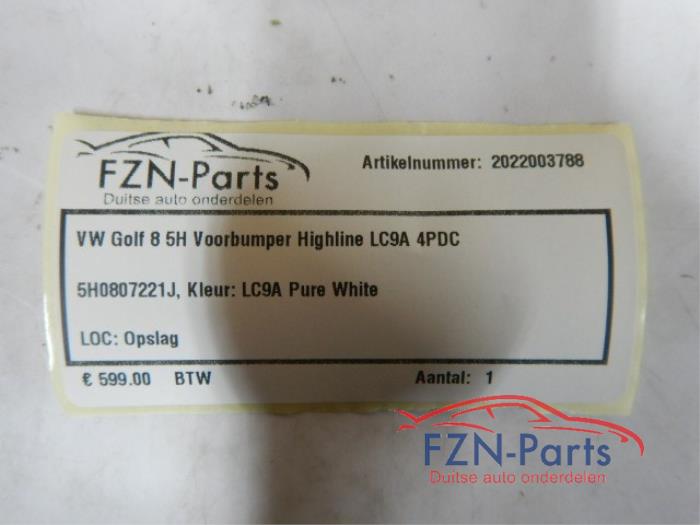 FZN-Parts
Duitse auto onderdelen
Artikelnummer: 2022003788
VW Golf 8 5H Voorbumper Highline LC9A 4PDC
5H0807221J, Kleur: LC9A Pure White
LOC: Opslag
€ 599.00 BTW Aantal: 1
FZN-Parts
Duitse auto onderdelen